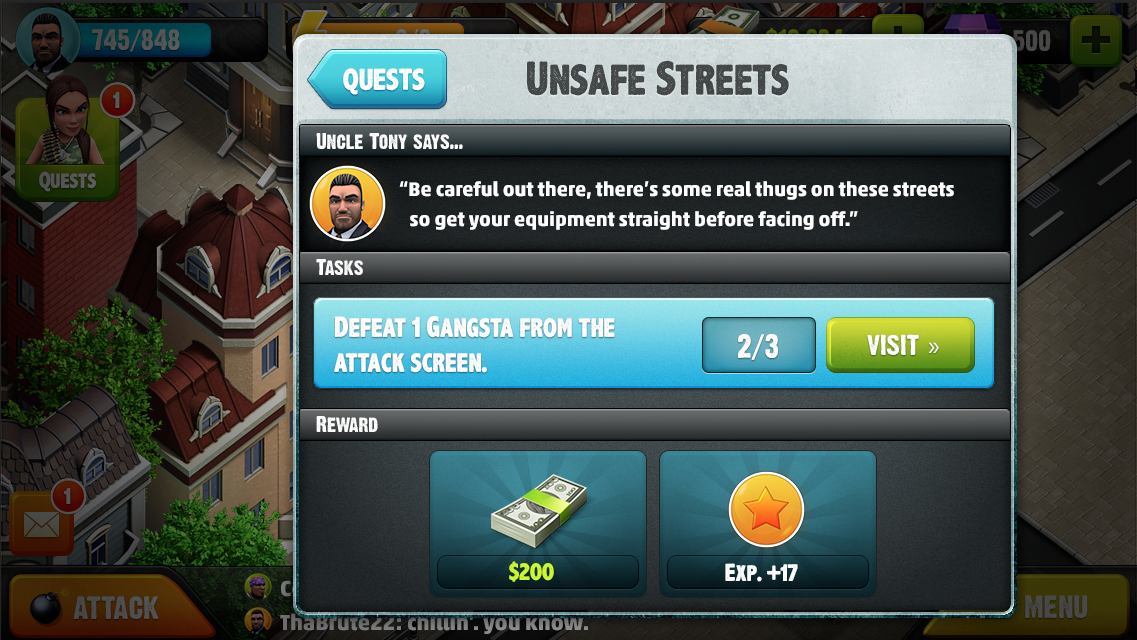 745/848
500
1
QUESTS
QUESTS
UNSAFE STREETS
UNCLE TONY SAYS...
“Be careful out there, there’s some real thugs on these streets
so get your equipment straight before facing off.”
TASKS
DEFEAT 1 GANGSTA FROM THE
ATTACK SCREEN.
2/3
VISIT »
REWARD
$200
EXP. +17
1
ATTACK
C
ThaBrute22: chillin'. you know.
MENU